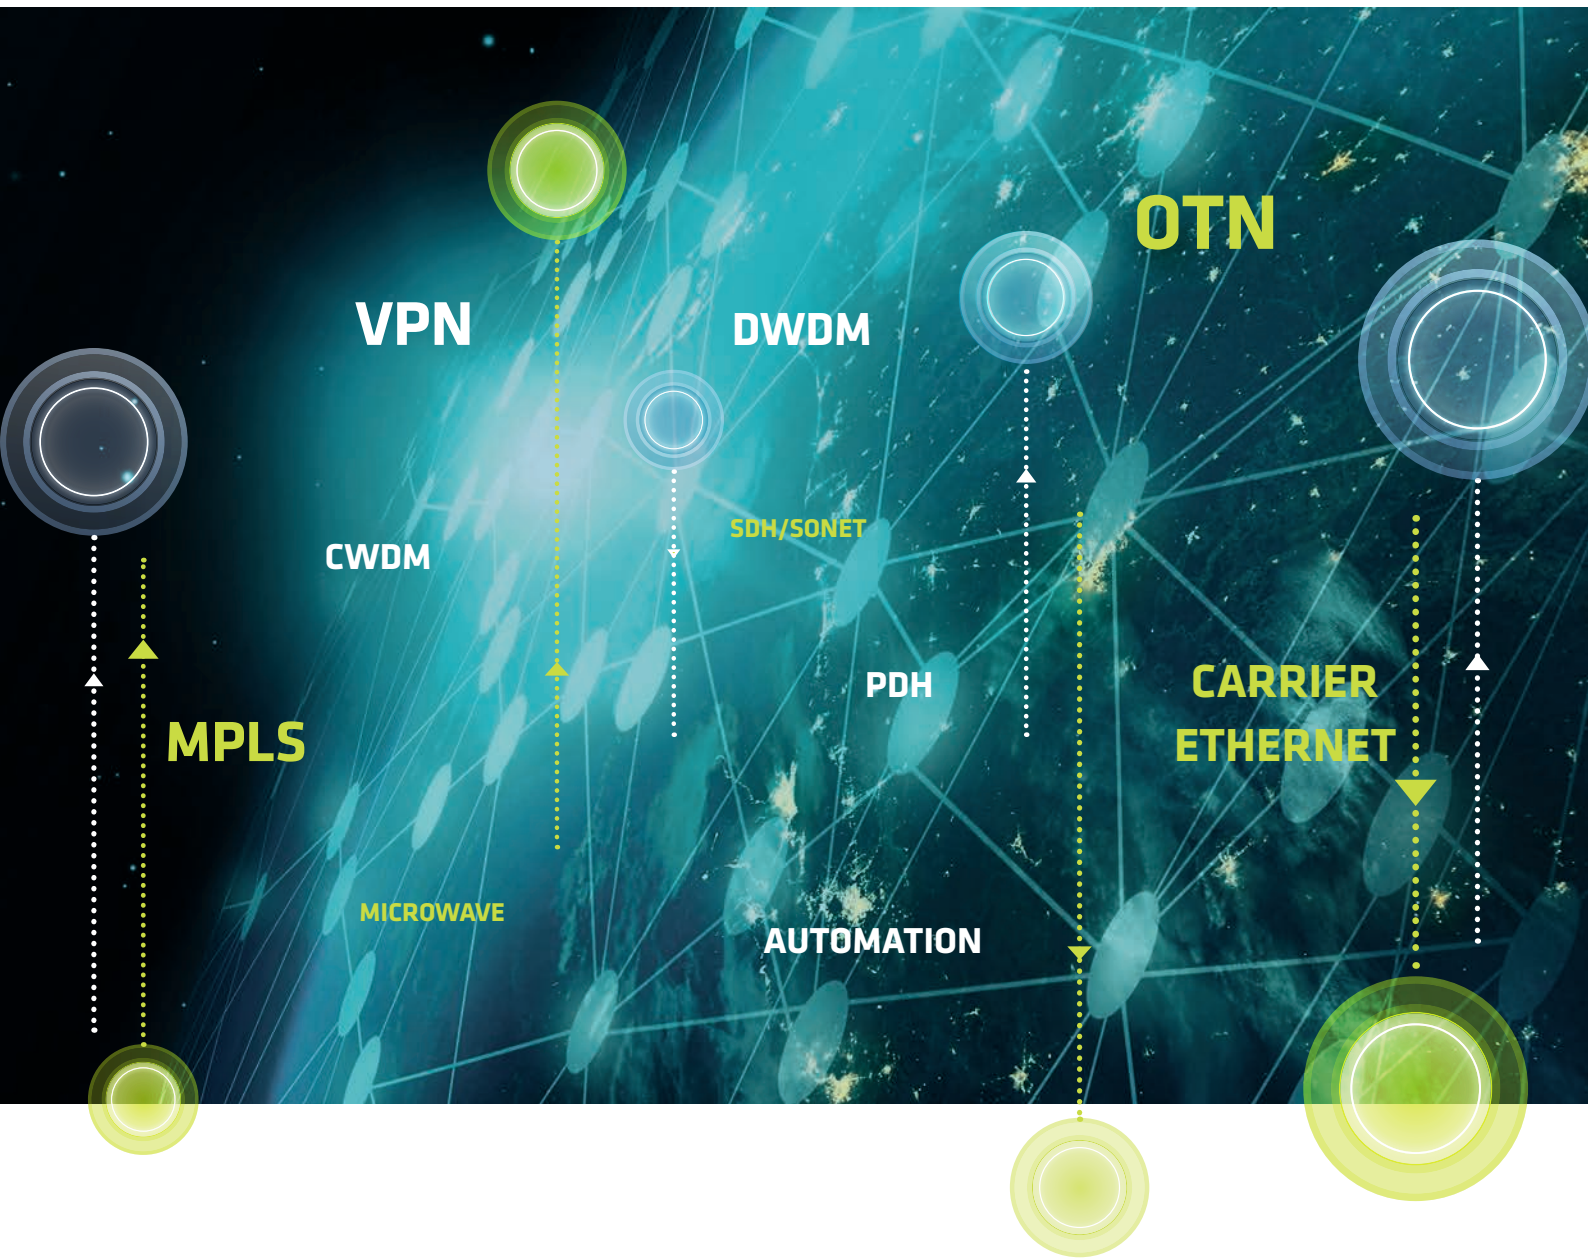 OTN
VPN
DWDM
SDH/SONET
CWDM
PDH
CARRIER
ETHERNET
MPLS
MICROWAVE
AUTOMATION